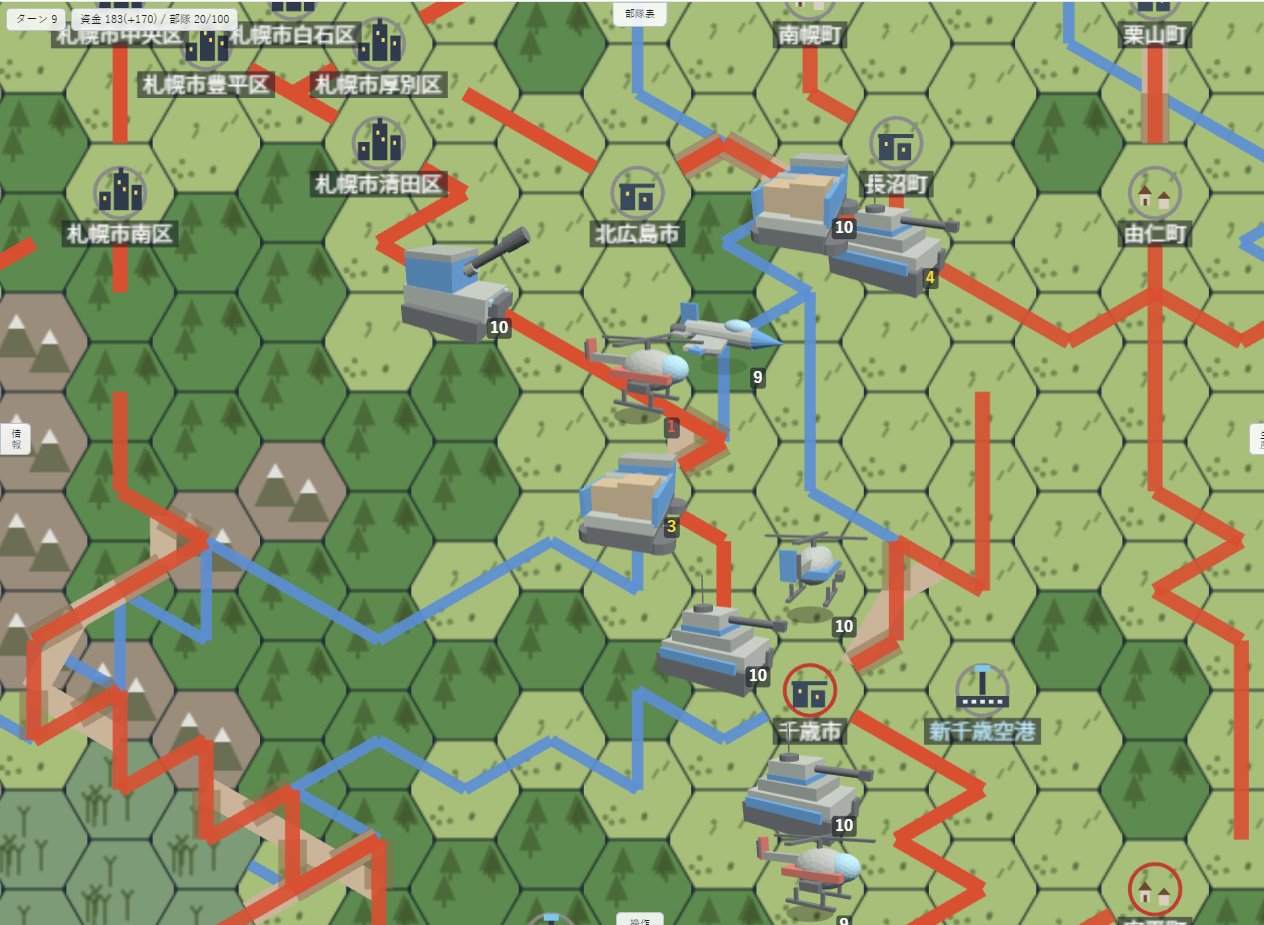 ターン 9
資金 183(+170) / 部隊 20/100
部隊表
札幌市中央区
札幌市白石区
南幌町
栗山町
札幌市豊平区
札幌市厚別区
札幌市清田区
長沼町
札幌市南区
北広島市
由仁町
10
4
10
9
1
情報
3
10
10
千歳市
新千歳空港
10
9
操作